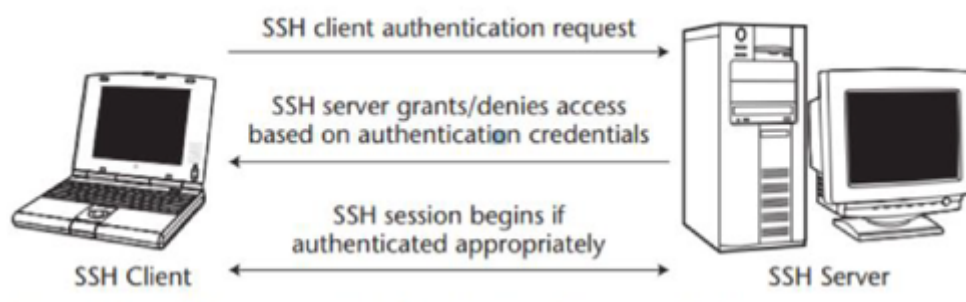 SSH client authentication request
SSH server grants/denies access
based on authentication credentials
SSH session begins if
authenticated appropriately
SSH Client
SSH Server